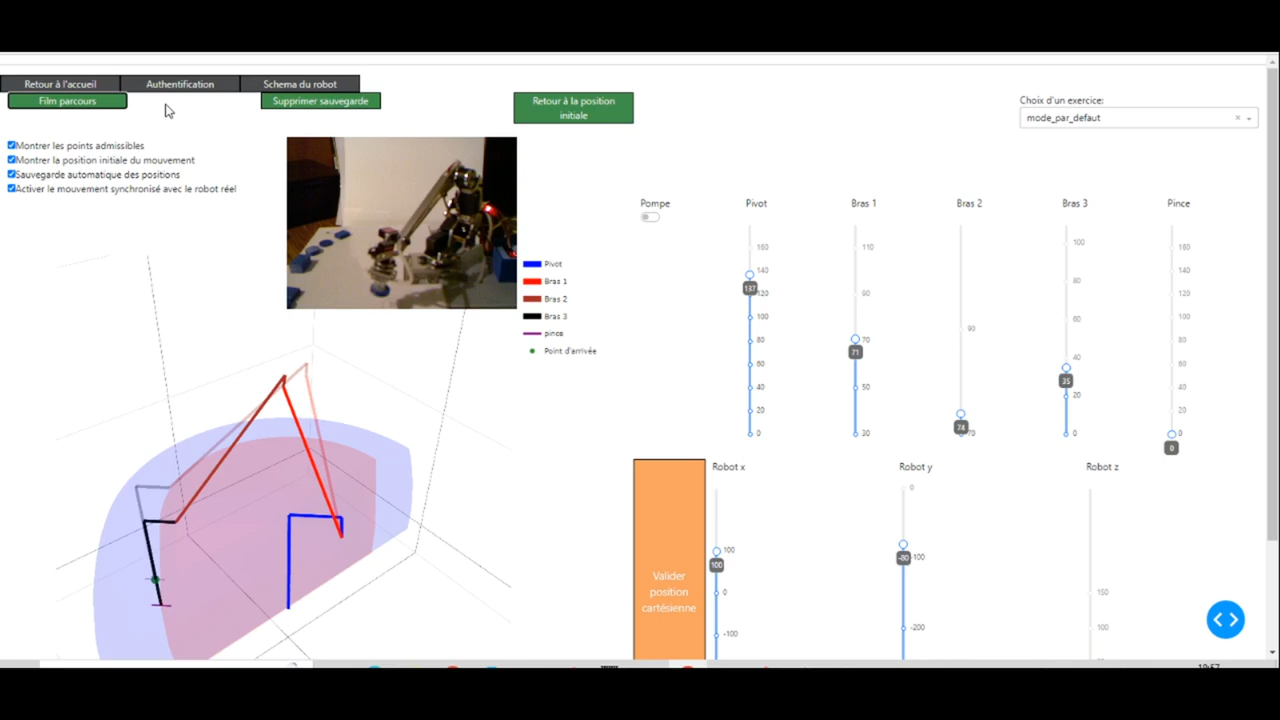 Retour à l'accueil
Authentification
Schema du robot
Film parcours
Supprimer sauvegarde
Retour à la position
initiale
Choix d'un exercice:
mode_par_defaut
Montrer les points admissibles
Montrer la position initiale du mouvement
Sauvegarde automatique des positions
Activer le mouvement synchronisé avec le robot réel
Pivot
Bras 1
Bras 2
Bras 3
pince
Point d'arrivée
Pompe
Pivot
160
140
137
120
100
80
60
40
20
0
Bras 1
110
90
70
71
50
30
Bras 2
90
74
70
Bras 3
100
80
60
40
35
20
0
Pince
160
140
120
100
80
60
40
20
0
0
Valider
position
cartésienne
Robot x
100
100
0
-100
Robot y
0
-80
-100
-200
Robot z
150
100